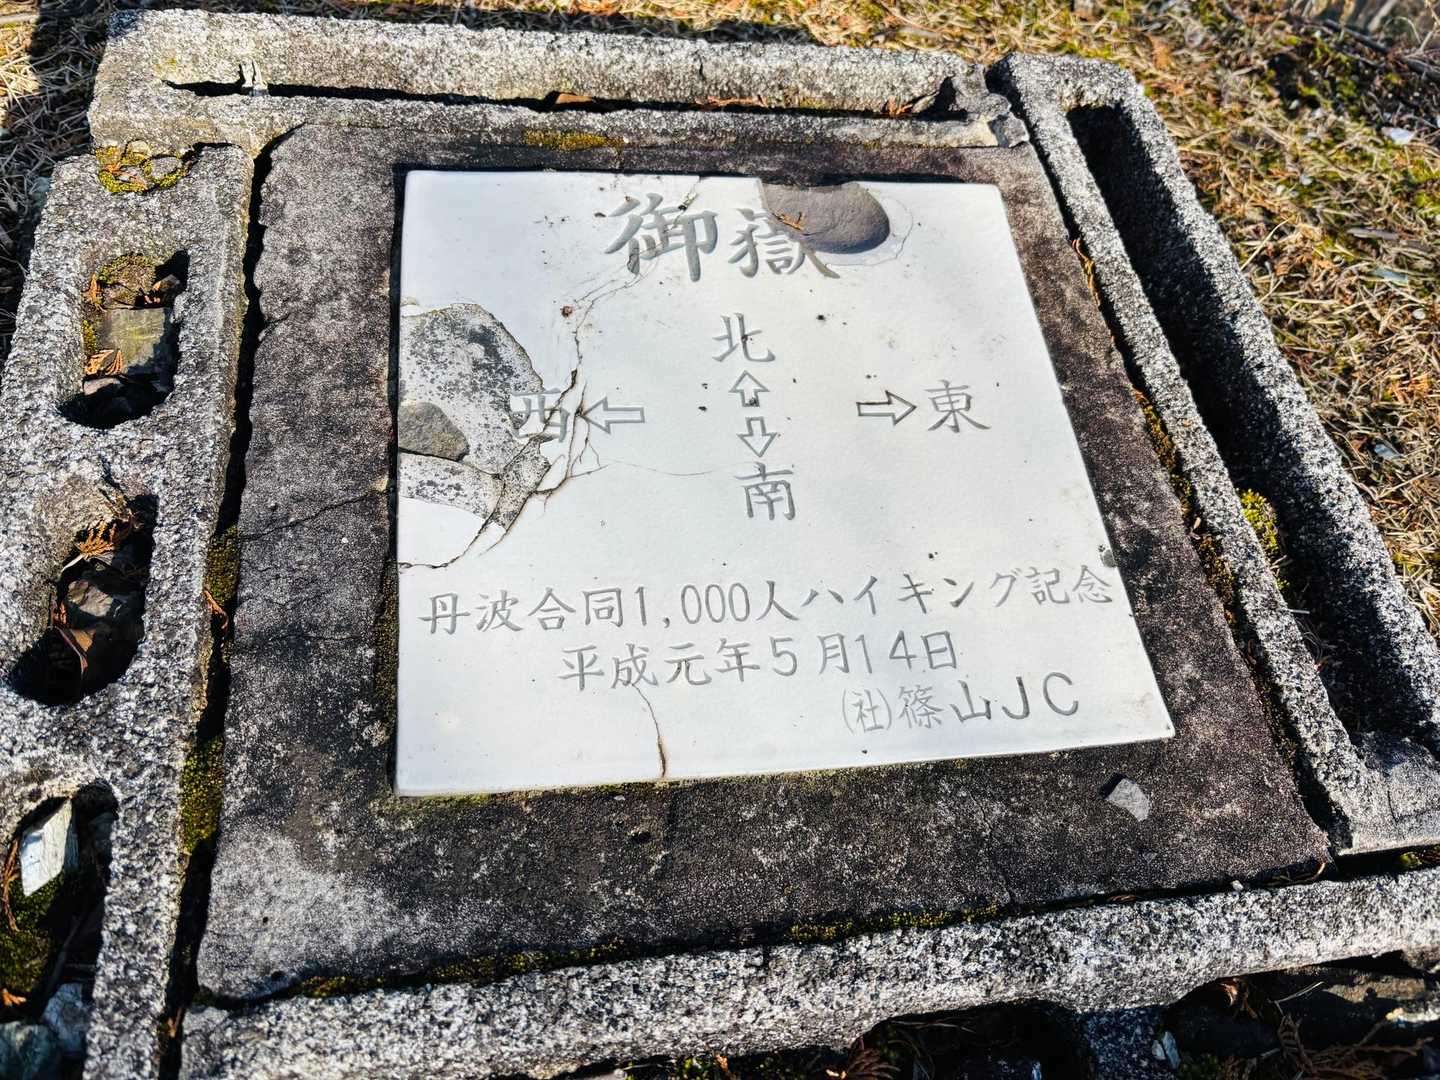 御嶽
北
西 ⇦ ⇧ ⇨ 東
⇩
南
丹波合同1,000人ハイキング記念
平成元年5月14日
㈳篠山JC